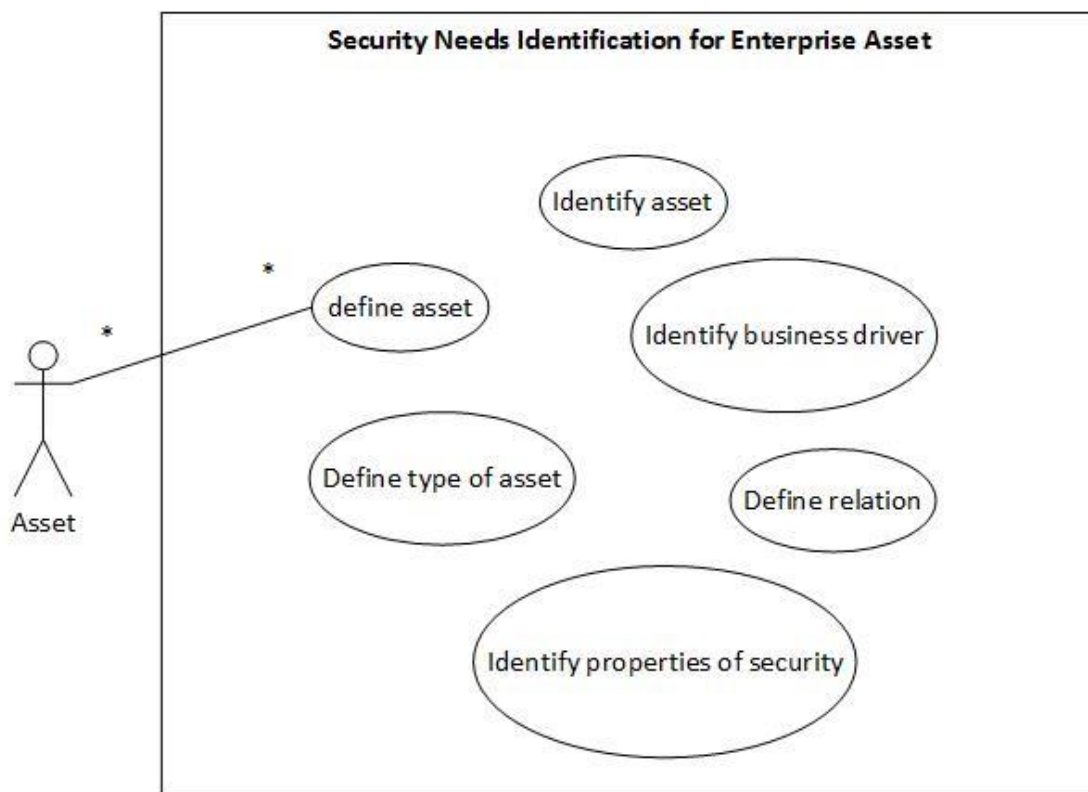 Security Needs Identification for Enterprise Asset
Identify asset
*
define asset
*
Identify business driver
Define type of asset
Define relation
Asset
Identify properties of security